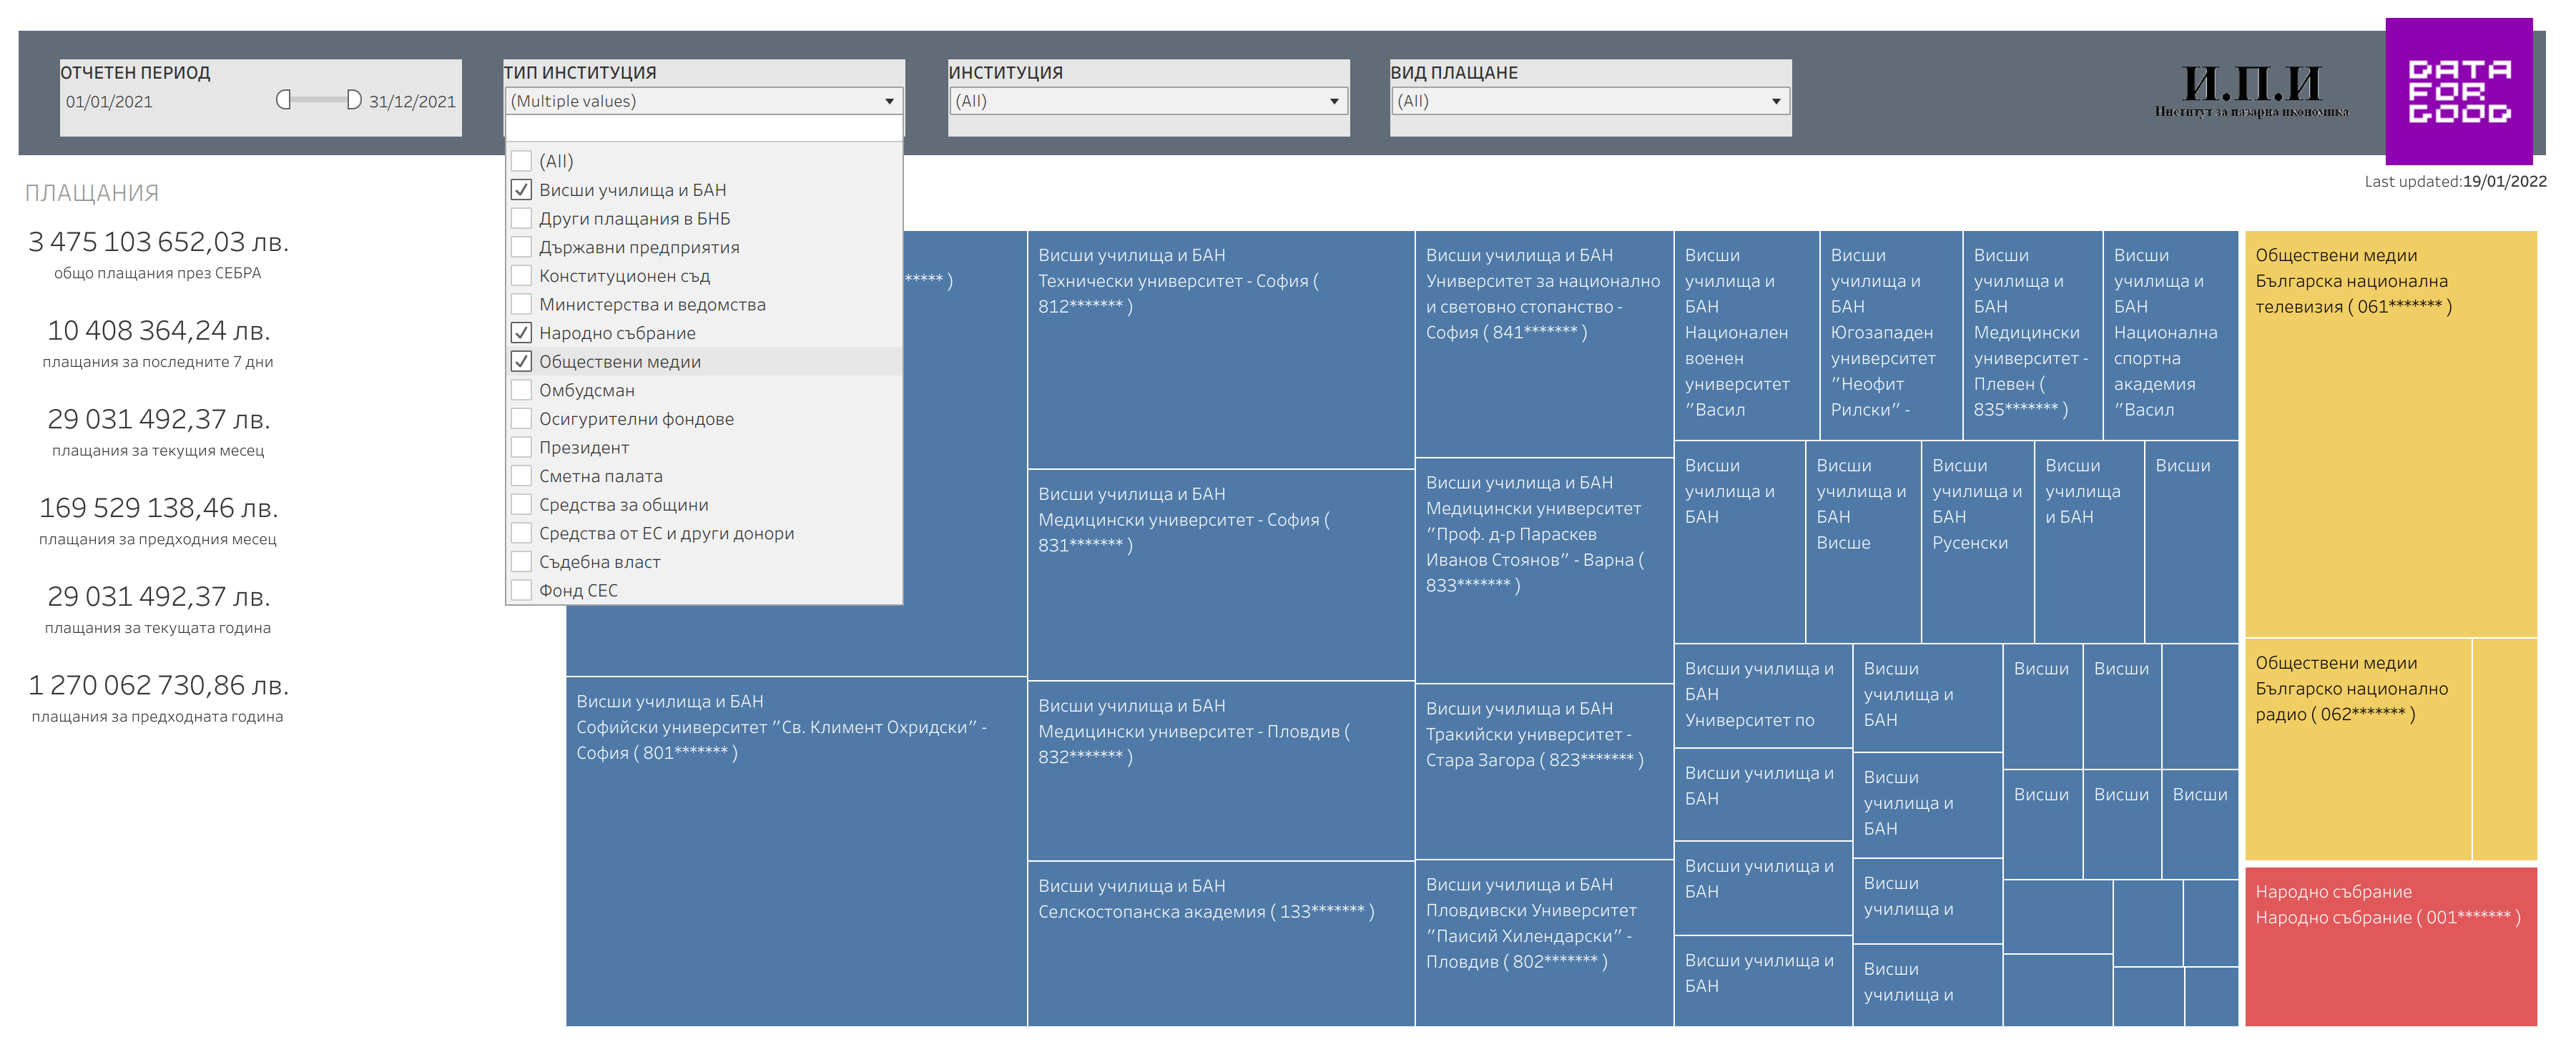 ОТЧЕТЕН ПЕРИОД
01/01/2021
31/12/2021
ТИП ИНСТИТУЦИЯ
(Multiple values)
ИНСТИТУЦИЯ
(All)
ВИД ПЛАЩАНЕ
(All)
И.П.И
Институт за пазарна икономика
DATA
FOR
GOOD
Last updated:19/01/2022
(All)
Висши училища и БАН
Други плащания в БНБ
Държавни предприятия
Конституционен съд
Министерства и ведомства
Народно събрание
Обществени медии
Омбудсман
Осигурителни фондове
Президент
Сметна палата
Средства за общини
Средства от ЕС и други донори
Съдебна власт
Фонд СЕС
ПЛАЩАНИЯ
3 475 103 652,03 лв.
общо плащания през СЕБРА
10 408 364,24 лв.
плащания за последните 7 дни
29 031 492,37 лв.
плащания за текущия месец
169 529 138,46 лв.
плащания за предходния месец
29 031 492,37 лв.
плащания за текущата година
1 270 062 730,86 лв.
плащания за предходната година
***** )
Висши училища и БАН
Софийски университет "Св. Климент Охридски" -
София ( 801******* )
Висши училища и БАН
Технически университет - София (
812******* )
Висши училища и БАН
Медицински университет - София (
831******* )
Висши училища и БАН
Медицински университет - Пловдив (
832******* )
Висши училища и БАН
Селскостопанска академия ( 133******* )
Висши училища и БАН
Университет за национално
и световно стопанство -
София ( 841******* )
Висши училища и БАН
Медицински университет
"Проф. д-р Параскев
Иванов Стоянов" - Варна (
833******* )
Висши училища и БАН
Тракийски университет -
Стара Загора ( 823******* )
Висши училища и БАН
Пловдивски Университет
"Паисий Хилендарски" -
Пловдив ( 802******* )
Висши
училища и
БАН
Национален
военен
университет
"Васил
Висши
училища и
БАН
Югозападен
университет
"Неофит
Рилски" -
Висши
училища и
БАН
Медицински
университет -
Плевен (
835******* )
Висши
училища и
БАН
Национална
спортна
академия
"Васил
Висши
училища и
БАН
Висши
училища и
БАН
Висше
Висши
училища и
БАН
Русенски
Висши
училища
и БАН
Висши
Висши училища и
БАН
Университет по
Висши училища и
БАН
Висши училища и
БАН
Висши училища и
БАН
Висши
училища и
БАН
Висши
училища и
БАН
Висши
училища и
Висши
училища и
Висши
Висши
Висши
Висши
Висши
Обществени медии
Българска национална
телевизия ( 061******* )
Обществени медии
Българско национално
радио ( 062******* )
Народно събрание
Народно събрание ( 001******* )